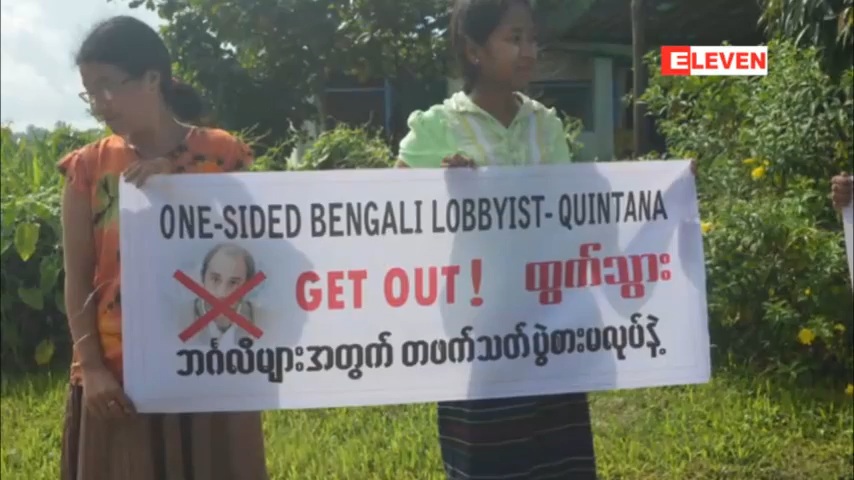 ELEVEN
ONE-SIDED BENGALI LOBBYIST- QUINTANA
GET OUT! ထွက်သွား
ဘင်္ဂလီများအတွက် တဖက်သတ်ပွဲစားမလုပ်နဲ့